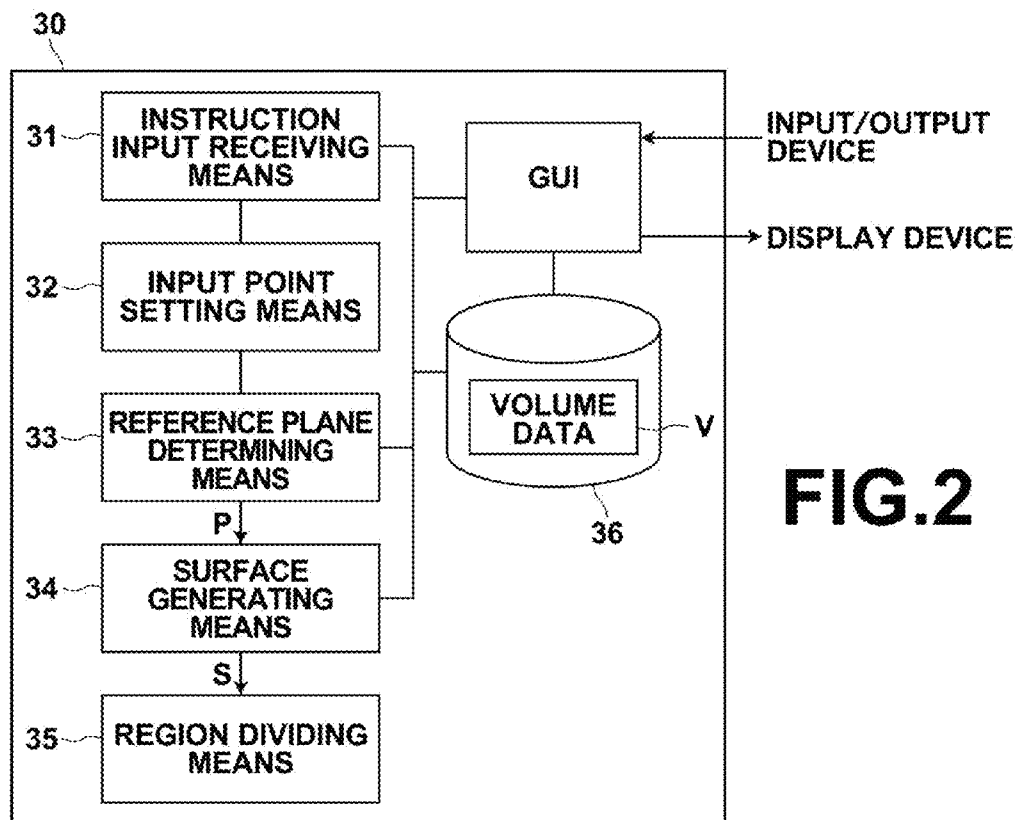 30
31
INSTRUCTION
INPUT RECEIVING
MEANS
GUI
INPUT/OUTPUT
DEVICE
DISPLAY DEVICE
32
INPUT POINT
SETTING MEANS
33
REFERENCE PLANE
DETERMINING
MEANS
VOLUME
DATA
V
36
P
34
SURFACE
GENERATING
MEANS
S
35
REGION DIVIDING
MEANS
FIG.2